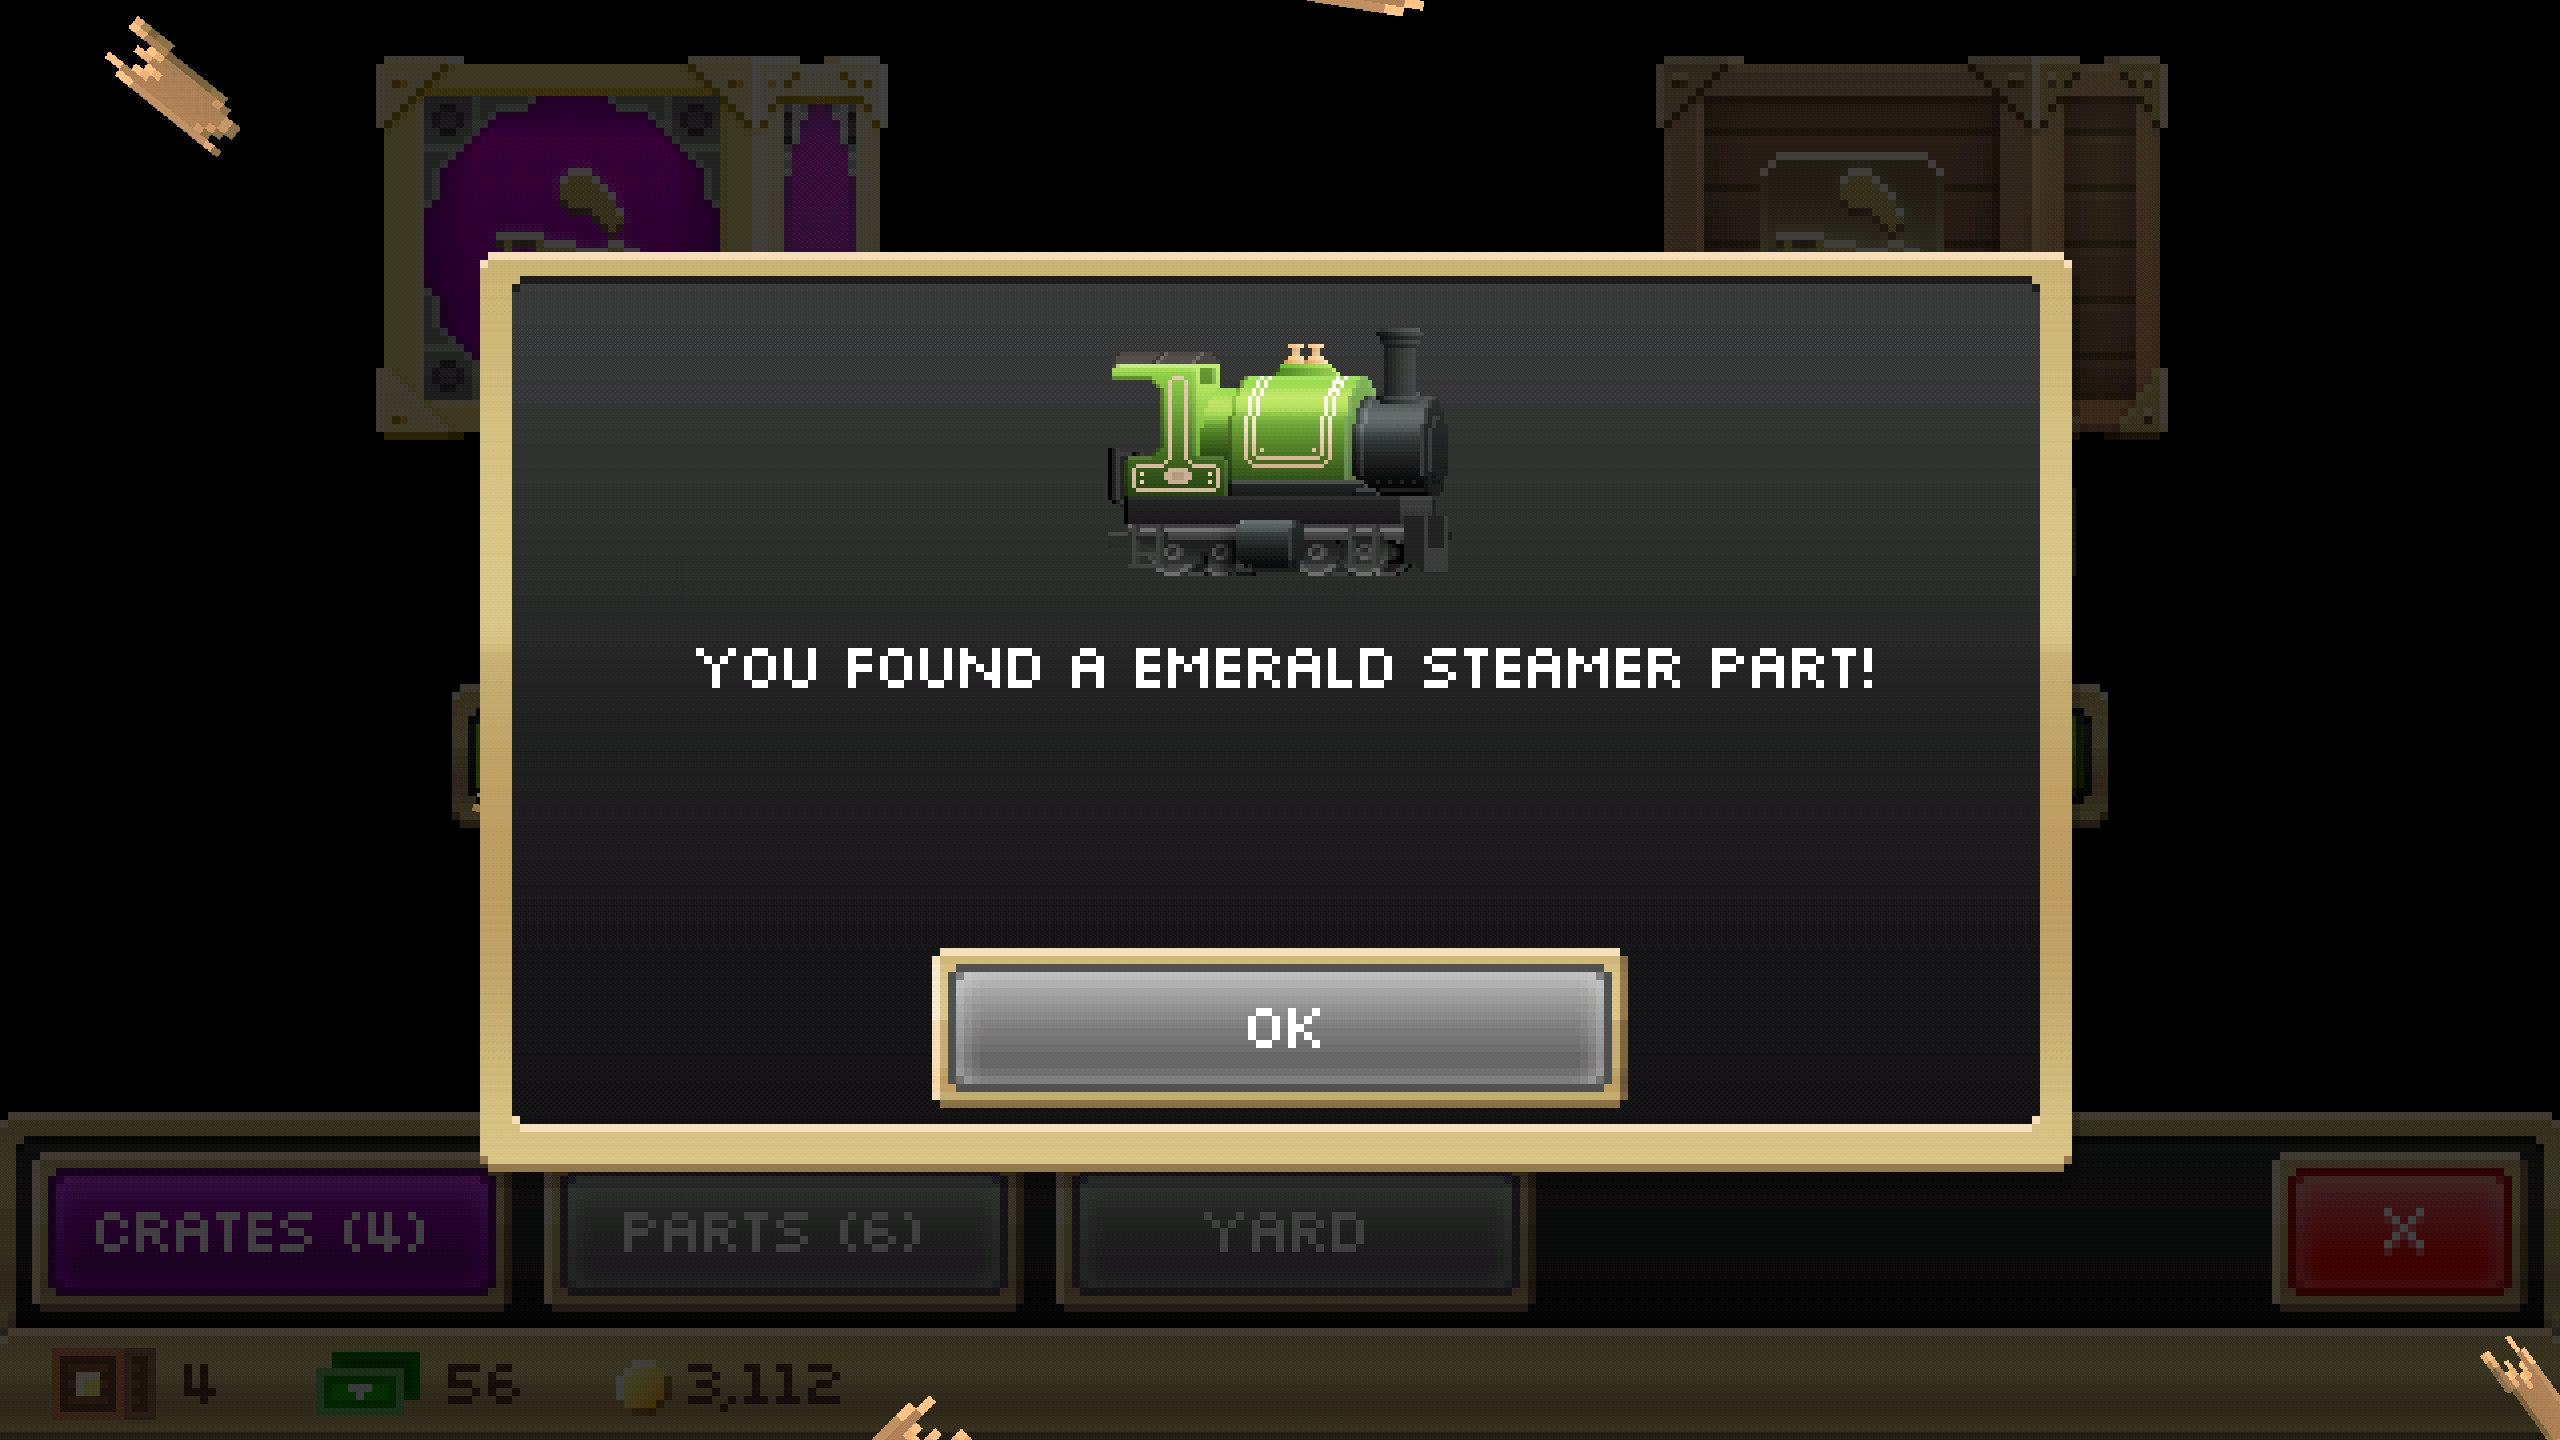 YOU FOUND A EMERALD STEAMER PART!
OK
CRATES (4)
PARTS (6)
YARD
X
4
56
3,112